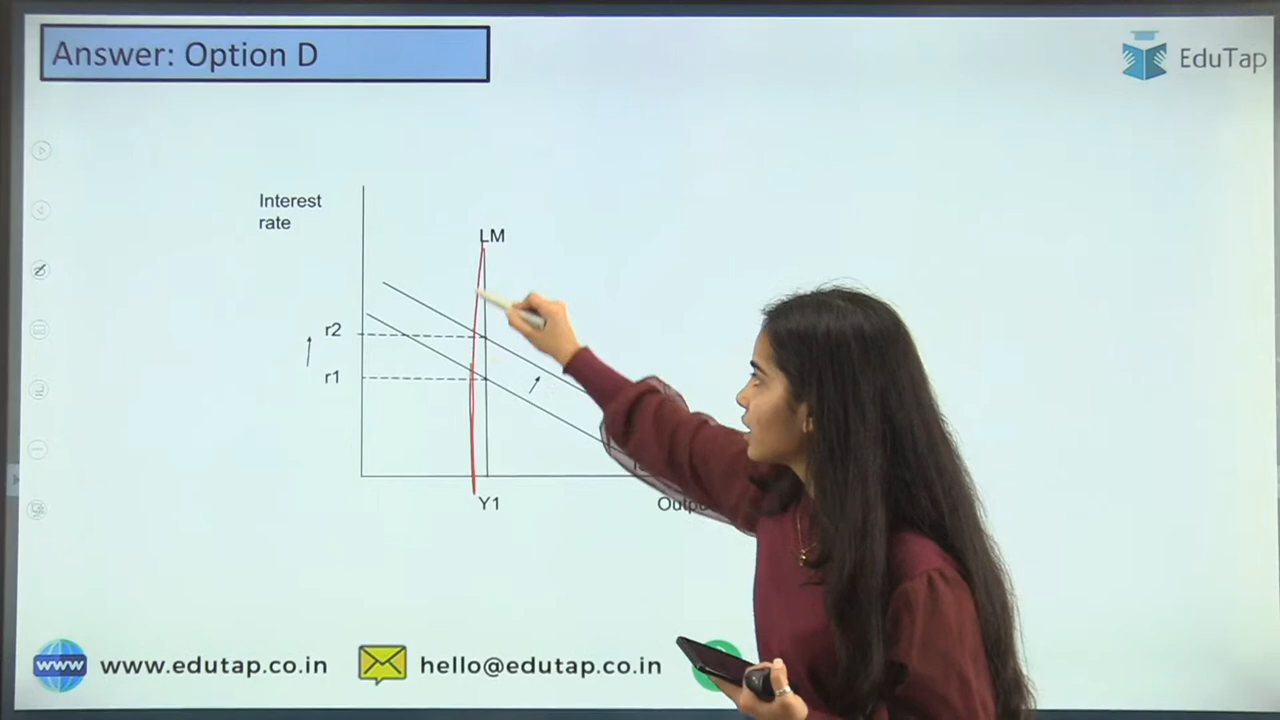 Answer: Option D
EduTap
Interest
rate
LM
r2
r1
Y1
www
www.edutap.co.in
hello@edutap.co.in